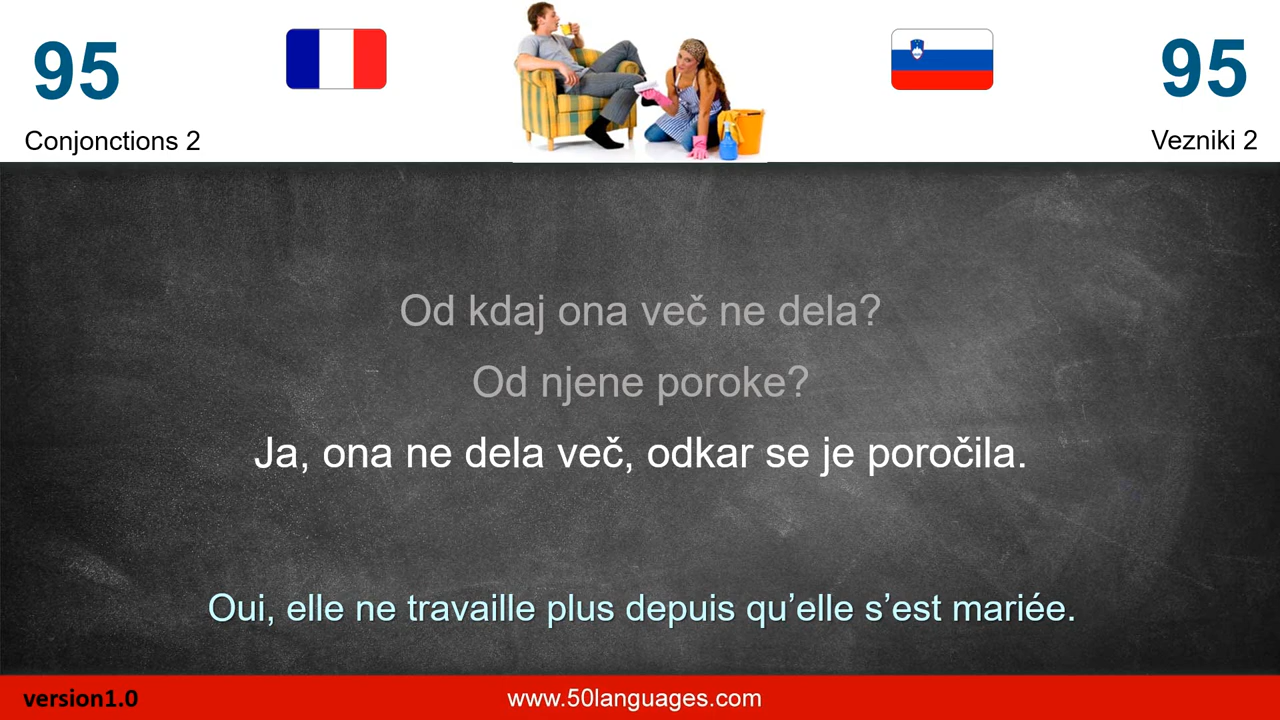 95
95
Conjonctions 2
Vezniki 2
Od kdaj ona več ne dela?
Od njene poroke?
Ja, ona ne dela več, odkar se je poročila.
Oui, elle ne travaille plus depuis qu’elle s’est mariée.
version1.0
www.50languages.com